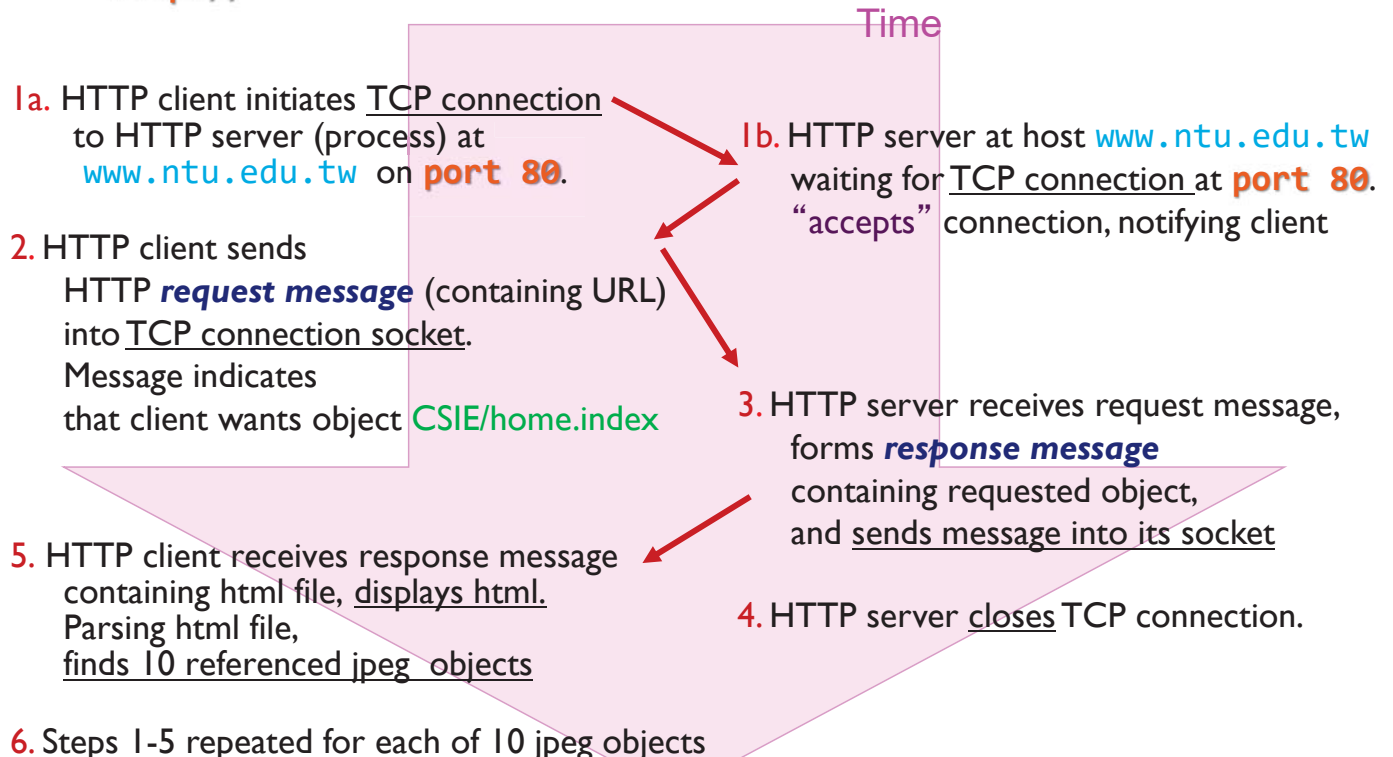 Time
1a. HTTP client initiates TCP connection
to HTTP server (process) at
www.ntu.edu.tw on port 80.
1b. HTTP server at host www.ntu.edu.tw
waiting for TCP connection at port 80.
“accepts” connection, notifying client
2. HTTP client sends
HTTP request message (containing URL)
into TCP connection socket.
Message indicates
that client wants object CSIE/home.index
3. HTTP server receives request message,
forms response message
containing requested object,
and sends message into its socket
4. HTTP server closes TCP connection.
5. HTTP client receives response message
containing html file, displays html.
Parsing html file,
finds 10 referenced jpeg objects
6. Steps 1-5 repeated for each of 10 jpeg objects